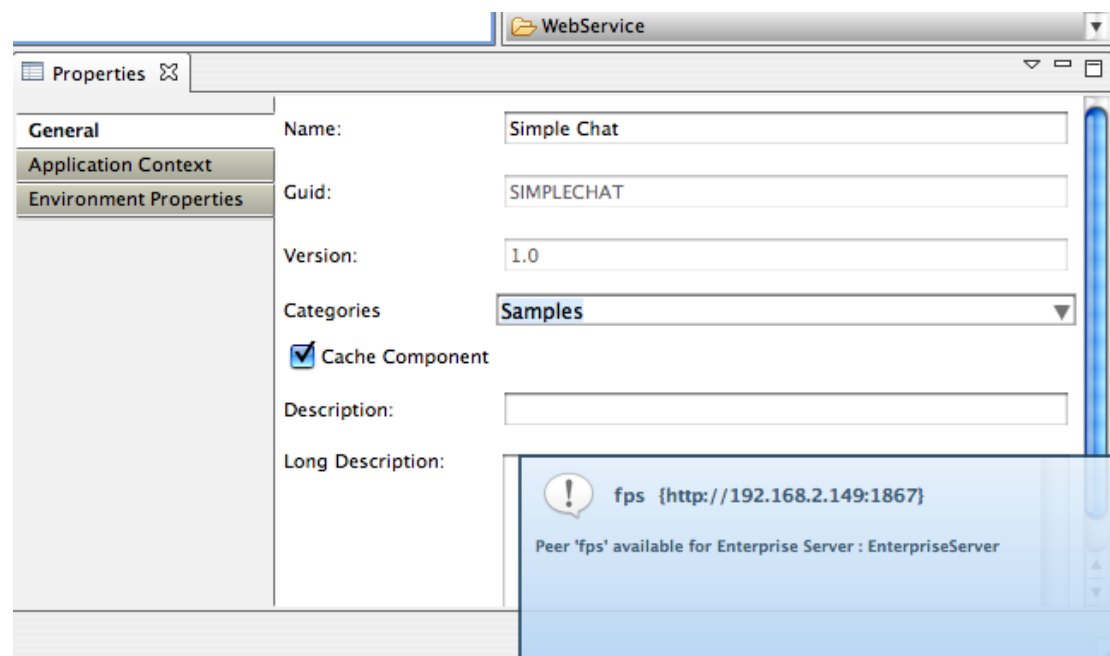 WebService
Properties
General
Application Context
Environment Properties
Name:
Simple Chat
Guid:
SIMPLECHAT
Version:
1.0
Categories
Samples
Cache Component
Description:
Long Description:
fps {http://192.168.2.149:1867}
Peer 'fps' available for Enterprise Server : EnterpriseServer